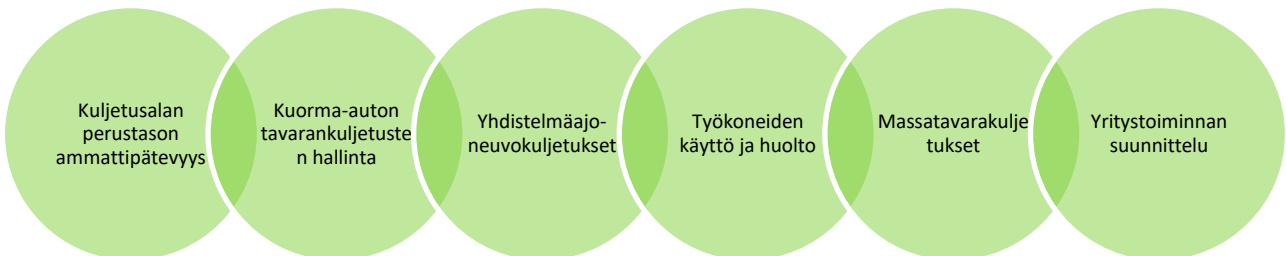 Kuljetusalan
perustason
ammattipätevyys
Kuorma-auton
tavarankuljetuste
n hallinta
Yhdistelmäajo-
neuvokuljetukset
Työkoneiden
käyttö ja huolto
Massatavarakulje
tukset
Yritystoiminnan
suunnittelu